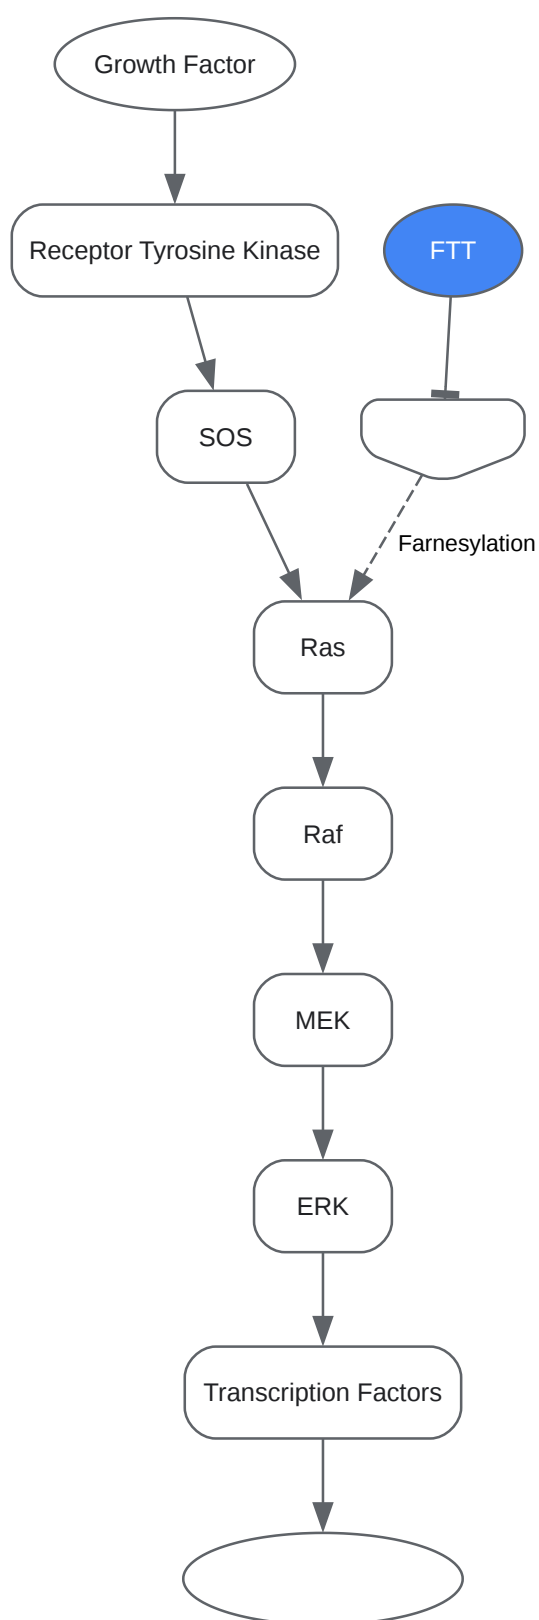 Growth Factor
Receptor Tyrosine Kinase
FTT
SOS
Farnesylation
Ras
Raf
MEK
ERK
Transcription Factors